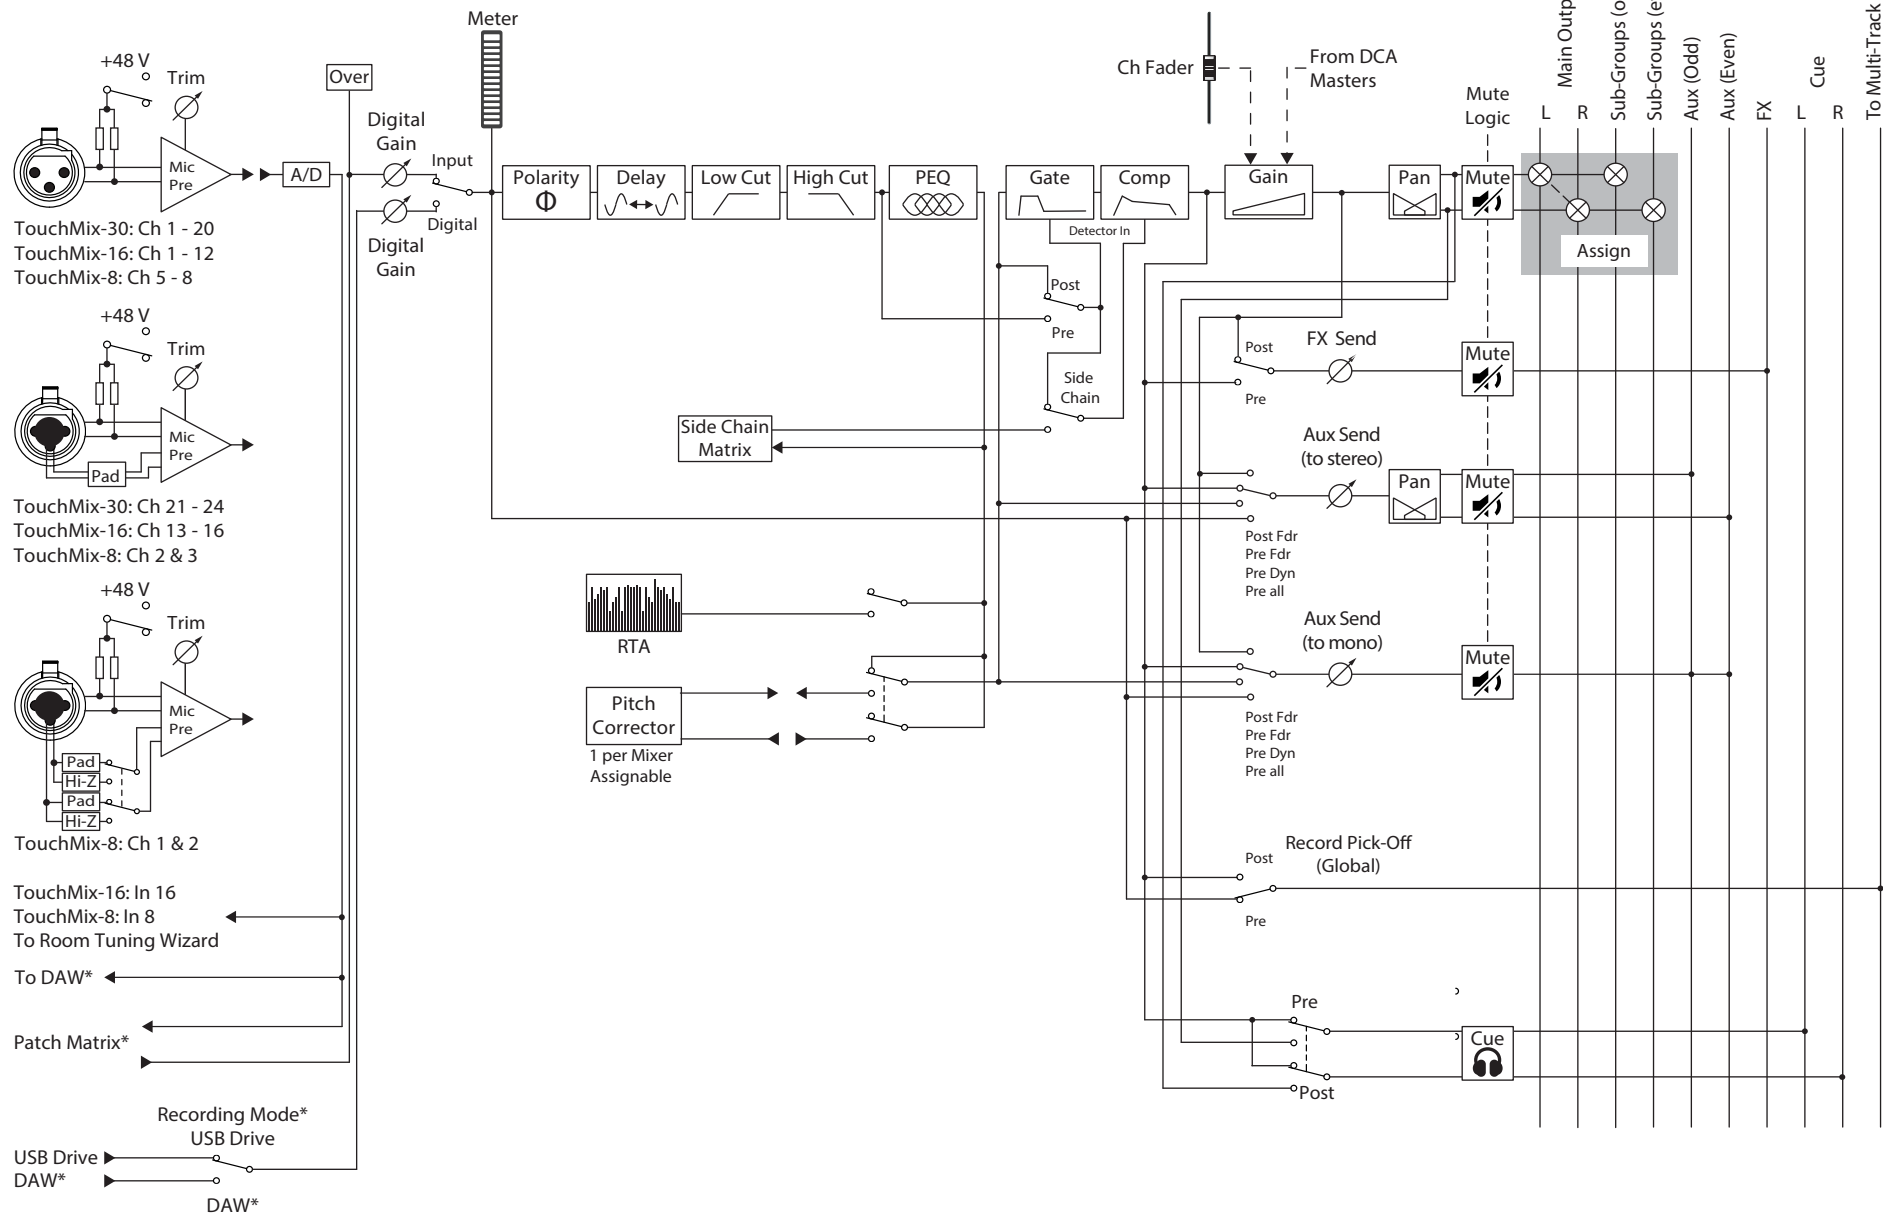 Meter
+48 V
Trim
Over
Digital
Gain
Input
Digital
Digital
Gain
Mic
Pre
A/D
TouchMix-30: Ch 1 - 20
TouchMix-16: Ch 1 - 12
TouchMix-8: Ch 5 - 8
Polarity
Φ
Delay
Low Cut
High Cut
PEQ
Gate
Comp
Detector In
Ch Fader
From DCA
Masters
Gain
Pan
Mute
Logic
Mute
Assign
L
R
Main
Sub-Groups
Sub-Groups
Aux (Odd)
Aux (Even)
FX
Cue
L
R
To Multi-Track
Post
Pre
Side
Chain
Side Chain
Matrix
Post
FX Send
Pre
Mute
+48 V
Trim
Mic
Pre
Pad
TouchMix-30: Ch 21 - 24
TouchMix-16: Ch 13 - 16
TouchMix-8: Ch 2 & 3
Aux Send
(to stereo)
Pan
Mute
Post Fdr
Pre Fdr
Pre Dyn
Pre all
RTA
Aux Send
(to mono)
Mute
Post Fdr
Pre Fdr
Pre Dyn
Pre all
Pitch
Corrector
1 per Mixer
Assignable
+48 V
Trim
Mic
Pre
Pad
Hi-Z
Pad
Hi-Z
TouchMix-8: Ch 1 & 2
Post
Record Pick-Off
(Global)
Pre
TouchMix-16: In 16
TouchMix-8: In 8
To Room Tuning Wizard
To DAW*
Patch Matrix*
Pre
Post
Cue
Recording Mode*
USB Drive
USB Drive
DAW*
DAW*